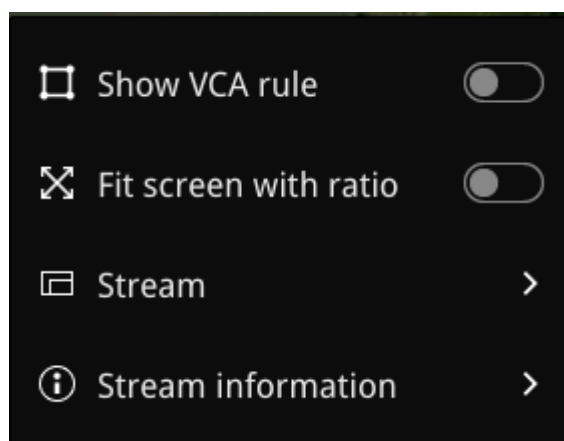 Show VCA rule
Fit screen with ratio
Stream
Stream information